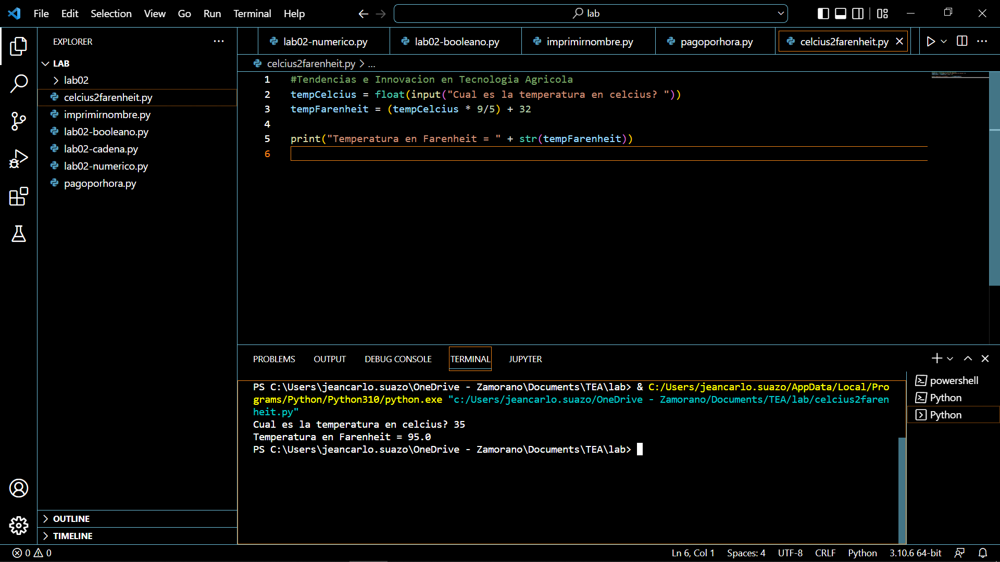 File Edit Selection View Go Run Terminal Help
lab
EXPLORER
LAB
lab02
celcius2farenheit.py
imprimirnombre.py
lab02-booleano.py
lab02-cadena.py
lab02-numerico.py
pagoporhora.py
OUTLINE
TIMELINE
lab02-numerico.py lab02-booleano.py imprimirnombre.py pagoporhora.py celcius2farenheit.py
celcius2farenheit.py > ...
1 #Tendencias e Innovacion en Tecnologia Agricola
2 tempCelcius = float(input("Cual es la temperatura en celcius? "))
3 tempFarenheit = (tempCelcius * 9/5) + 32
4
5 print("Temperatura en Farenheit = " + str(tempFarenheit))
6
PROBLEMS OUTPUT DEBUG CONSOLE TERMINAL JUPYTER
PS C:\Users\jeancarlo.suazo\OneDrive - Zamorano\Documents\TEA\lab> & C:/Users/jeancarlo.suazo/AppData/Local/Pro
grams/Python/Python310/python.exe "c:/Users/jeancarlo.suazo/OneDrive - Zamorano/Documents/TEA/lab/celcius2faren
heit.py"
Cual es la temperatura en celcius? 35
Temperatura en Farenheit = 95.0
PS C:\Users\jeancarlo.suazo\OneDrive - Zamorano\Documents\TEA\lab>
powershell
Python
Python
0 0
Ln 6, Col 1 Spaces: 4 UTF-8 CRLF Python 3.10.6 64-bit